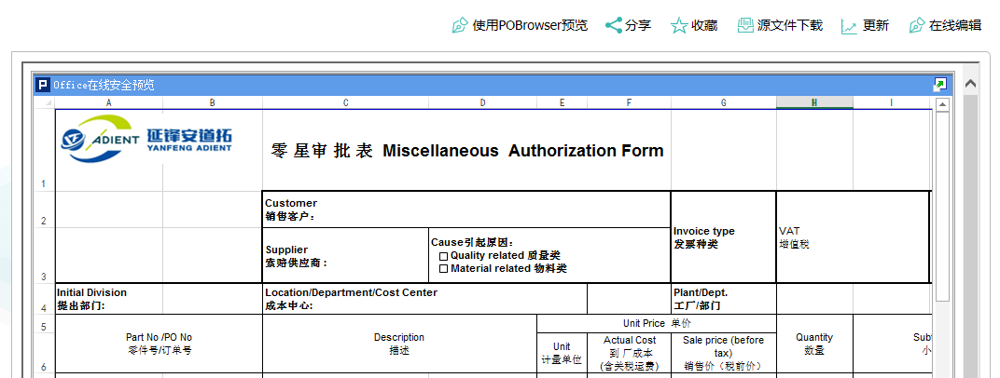 使用POBrowser预览 分享 收藏 源文件下载 更新 在线编辑
Office在线安全预览
A B C D E F G H I
ADIENT 延锋安道拓
YANFENG ADIENT
零星审批表 Miscellaneous Authorization Form
1
Customer
销售客户：
2
Invoice type
发票种类
VAT
增值税
Supplier
索赔供应商：
Cause引起原因：
Quality related 质量类
Material related 物料类
3
Initial Division
提出部门:
Location/Department/Cost Center
成本中心:
Plant/Dept.
工厂/部门
4
5
Unit Price 单价
Part No /PO No
零件号/订单号
Description
描述
Unit
计量单位
Actual Cost
到厂成本
(含关税运费)
Sale price (before
tax)
销售价（税前价）
Quantity
数量
Subt
小
6